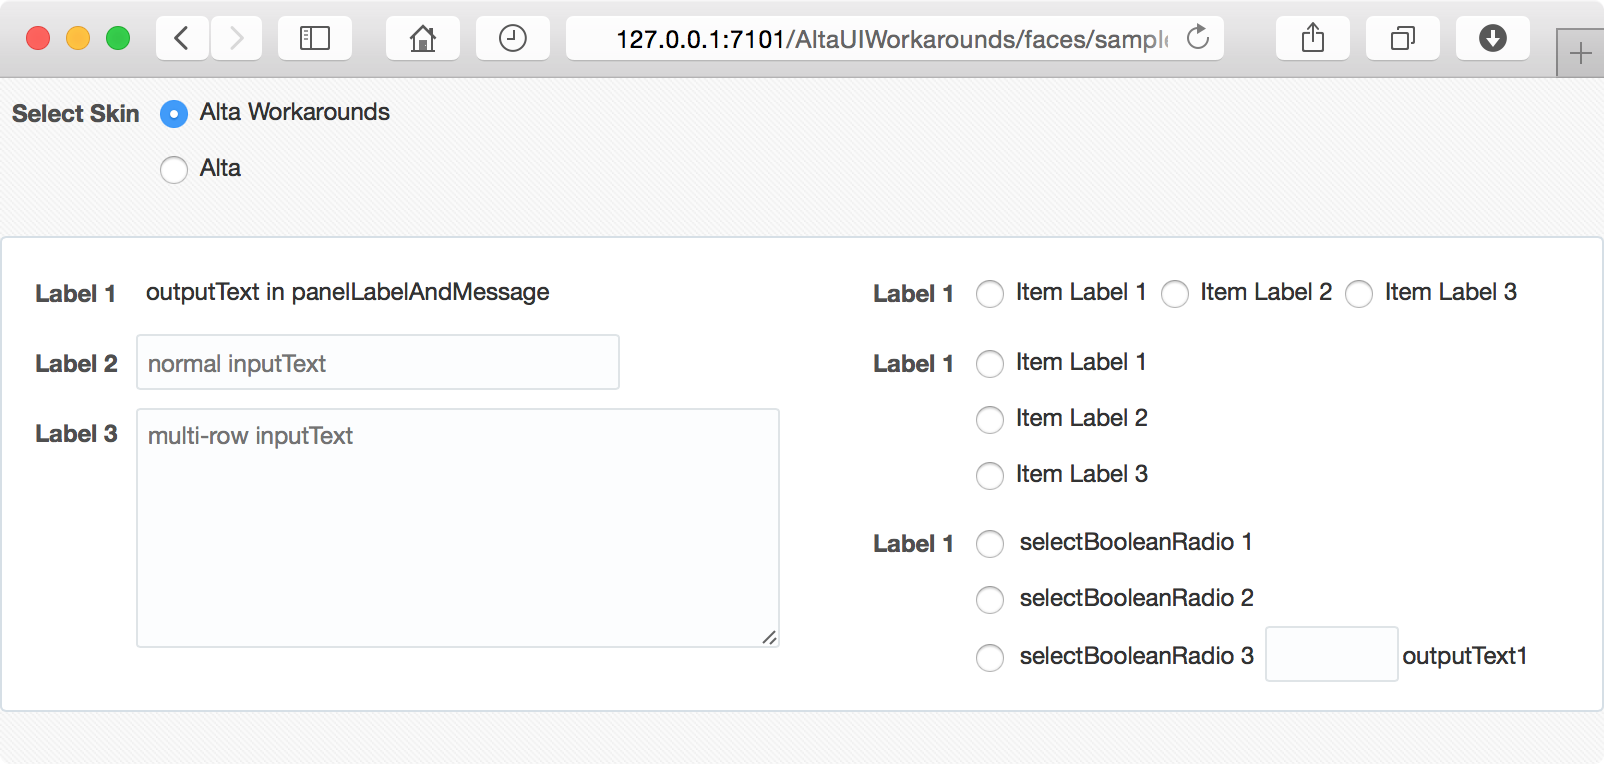 127.0.0.1:7101/AltaUIWorkarounds/faces/sample
Select Skin
Alta Workarounds
Alta
Label 1 outputText in panelLabelAndMessage
Label 2 normal inputText
Label 3 multi-row inputText
Label 1 Item Label 1 Item Label 2 Item Label 3
Label 1 Item Label 1
Item Label 2
Item Label 3
Label 1 selectBooleanRadio 1
selectBooleanRadio 2
selectBooleanRadio 3 outputText1